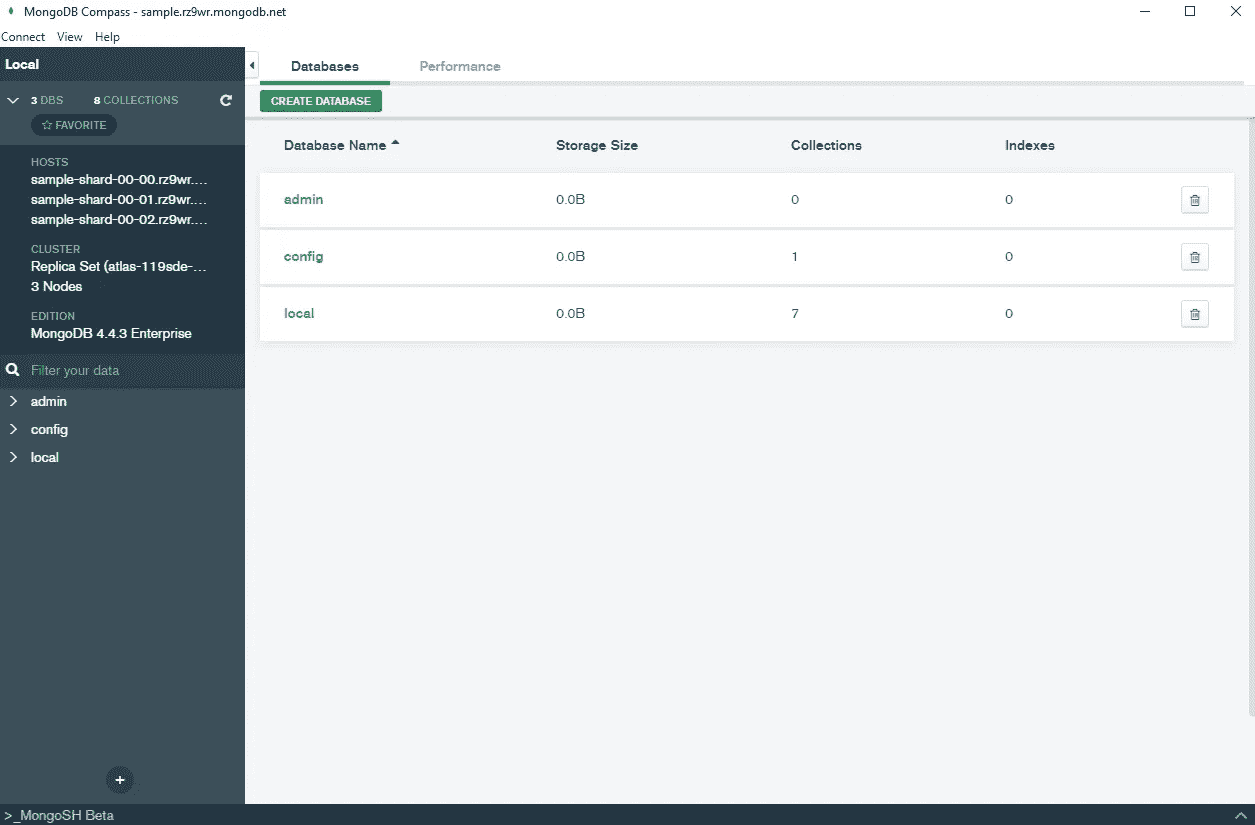 MongoDB Compass - sample.rz9wr.mongodb.net
Connect View Help
Local
3 DBS 8 COLLECTIONS
FAVORITE
HOSTS
sample-shard-00-00.rz9wr....
sample-shard-00-01.rz9wr....
sample-shard-00-02.rz9wr....
CLUSTER
Replica Set (atlas-119sde-...
3 Nodes
EDITION
MongoDB 4.4.3 Enterprise
Filter your data
admin
config
local
>_MongoSH Beta
Databases Performance
CREATE DATABASE
Database Name Storage Size Collections Indexes
admin 0.0B 0 0
config 0.0B 1 0
local 0.0B 7 0